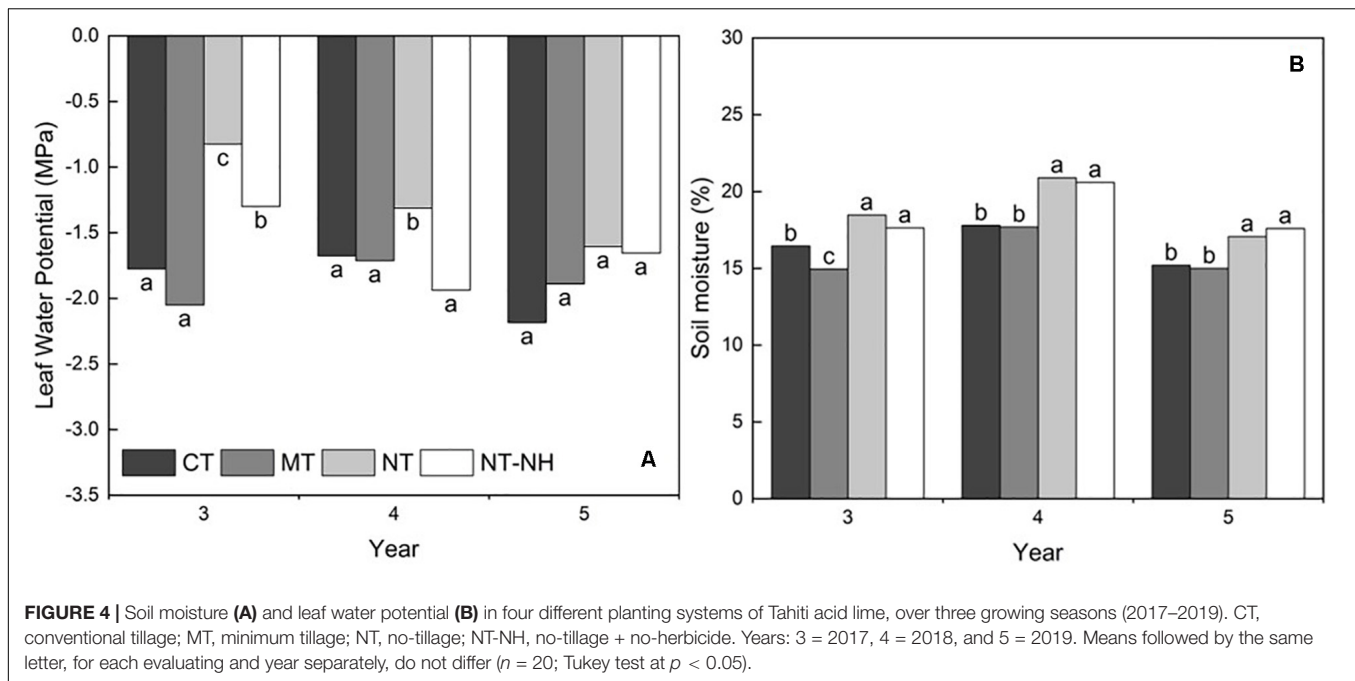 0.0
-0.5
-1.0
-1.5
-2.0
-2.5
-3.0
-3.5
Leaf Water Potential (MPa)
a
a
c
b
a
a
b
a
a
a
a
a
CT MT NT NT-NH
A
3 4 5
Year
30
25
20
15
10
5
0
Soil moisture (%)
B
b
c
a
a
b
b
a
a
b
b
a
a
3 4 5
Year
FIGURE 4 | Soil moisture (A) and leaf water potential (B) in four different planting systems of Tahiti acid lime, over three growing seasons (2017–2019). CT,
conventional tillage; MT, minimum tillage; NT, no-tillage; NT-NH, no-tillage + no-herbicide. Years: 3 = 2017, 4 = 2018, and 5 = 2019. Means followed by the same
letter, for each evaluating and year separately, do not differ (n = 20; Tukey test at p < 0.05).